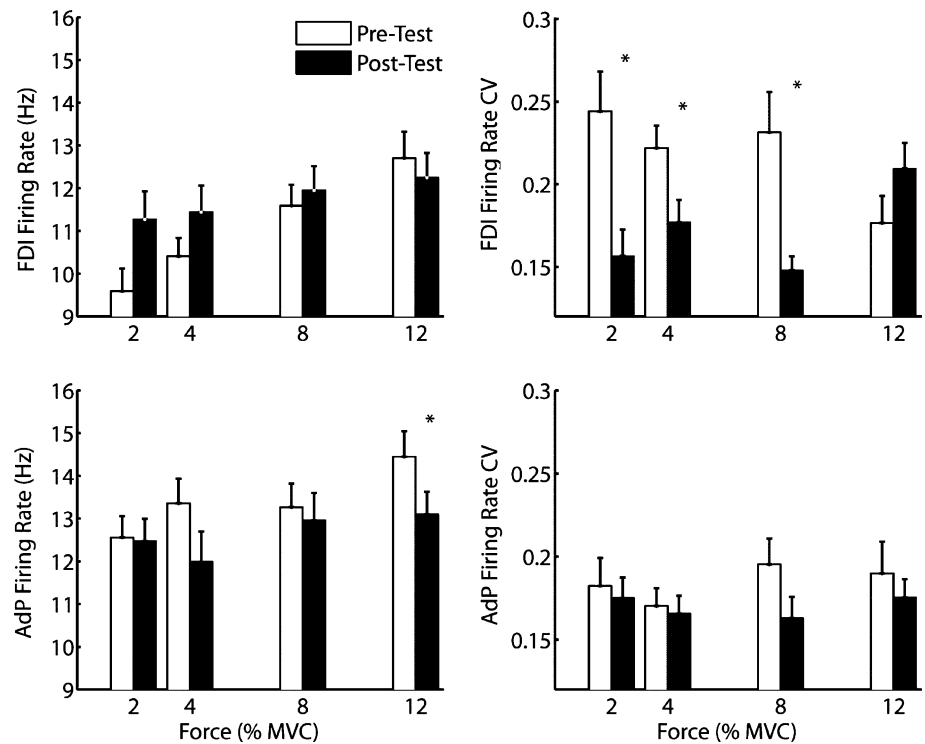 FDI Firing Rate (Hz)
16
15
14
13
12
11
10
9
2 4 8 12
Pre-Test
Post-Test
FDI Firing Rate CV
0.3
0.25
0.2
0.15
* * *
2 4 8 12
AdP Firing Rate (Hz)
16
15
14
13
12
11
10
9
*
2 4 8 12
Force (% MVC)
AdP Firing Rate CV
0.3
0.25
0.2
0.15
2 4 8 12
Force (% MVC)